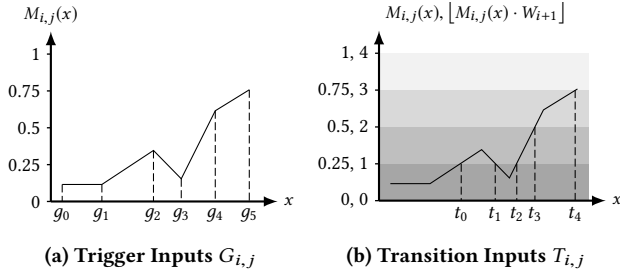 M_{i,j}(x)
1
0.75
0.5
0.25
0
g_0 g_1 g_2 g_3 g_4 g_5
x
(a) Trigger Inputs G_{i,j}
M_{i,j}(x), ⌊M_{i,j}(x) · W_{i+1}⌋
1, 4
0.75, 3
0.5, 2
0.25, 1
0, 0
t_0 t_1 t_2 t_3 t_4
x
(b) Transition Inputs T_{i,j}